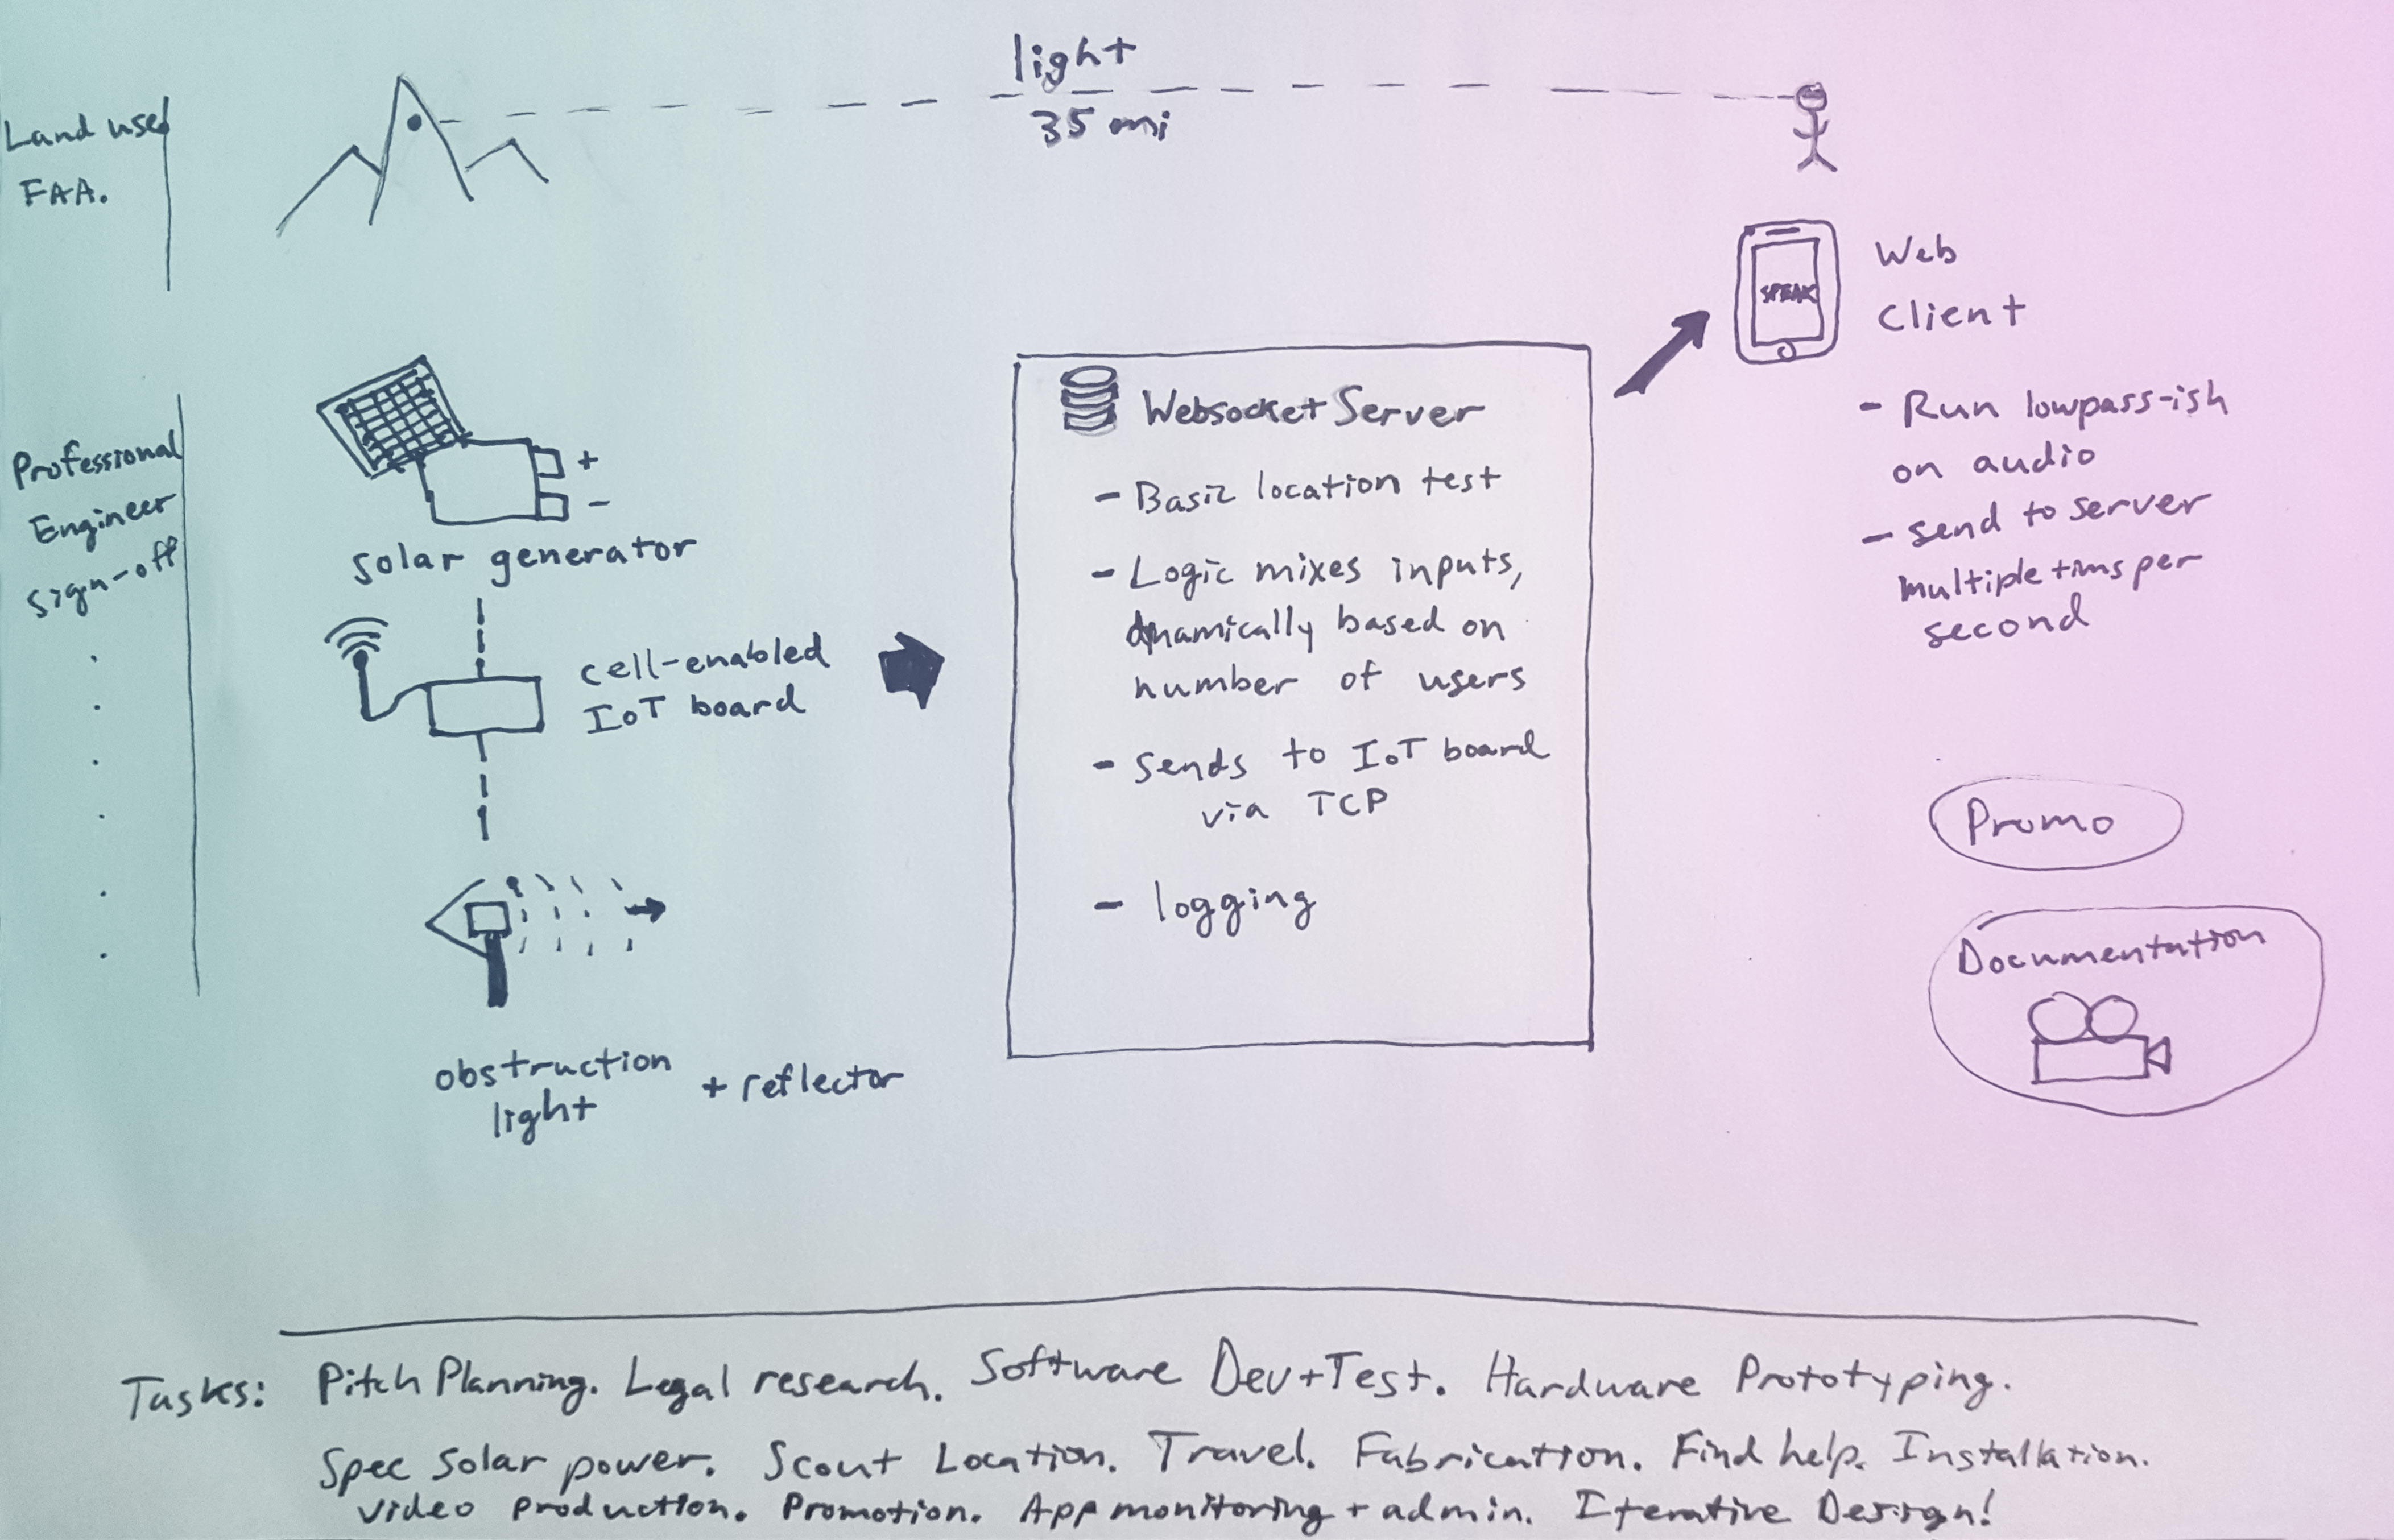 light
35 mi
Land use
FAA.
SPEAK
Web
Client
- Run lowpass-ish
on audio
- send to server
multiple tims per
second
Professional
Engineer
sign-off
+
-
solar generator
cell-enabled
IoT board
obstruction
light
+ reflector
Websocket Server
- Basic location test
- Logic mixes inputs,
dynamically based on
number of users
- Sends to IoT board
via TCP
- logging
Promo
Documentation
Tasks: Pitch Planning. Legal research. Software Dev+Test. Hardware Prototyping.
Spec solar power. Scout Location. Travel. Fabrication. Find help. Installation.
video production. Promotion. App monitoring + admin. Iterative Design!